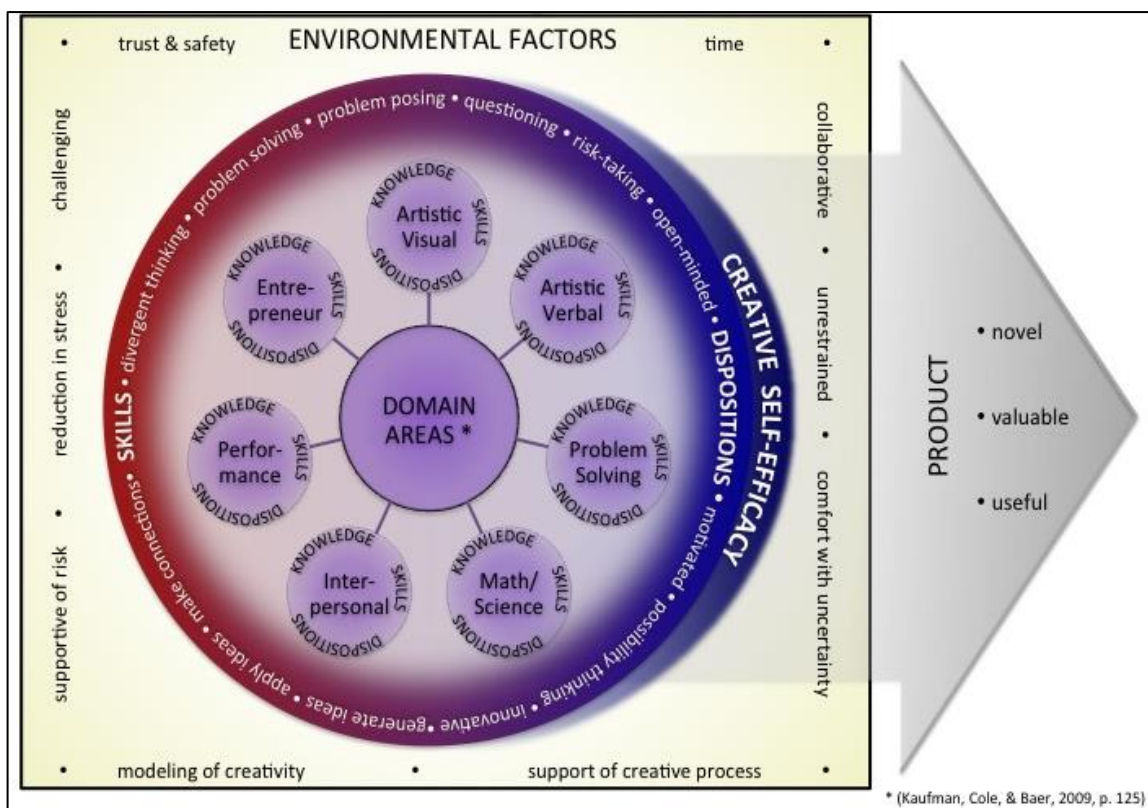 ENVIRONMENTAL FACTORS
• trust & safety
time •
challenging
•
reduction in stress
•
supportive of risk
collaborative
•
unrestrained
•
comfort with uncertainty
• modeling of creativity • support of creative process •
SKILLS • divergent thinking • problem solving • problem posing • questioning • risk-taking • open-minded • DISPOSITIONS • motivated • possibility thinking • innovative • generate ideas • apply ideas • make connections •
CREATIVE SELF-EFFICACY
KNOWLEDGE
SKILLS
DISPOSITIONS
Artistic
Visual
KNOWLEDGE
SKILLS
DISPOSITIONS
Artistic
Verbal
KNOWLEDGE
SKILLS
DISPOSITIONS
Problem
Solving
KNOWLEDGE
SKILLS
DISPOSITIONS
Math/
Science
KNOWLEDGE
SKILLS
DISPOSITIONS
Inter-
personal
KNOWLEDGE
SKILLS
DISPOSITIONS
Perfor-
mance
KNOWLEDGE
SKILLS
DISPOSITIONS
Entre-
preneur
DOMAIN
AREAS *
PRODUCT
• novel
• valuable
• useful
* (Kaufman, Cole, & Baer, 2009, p. 125)